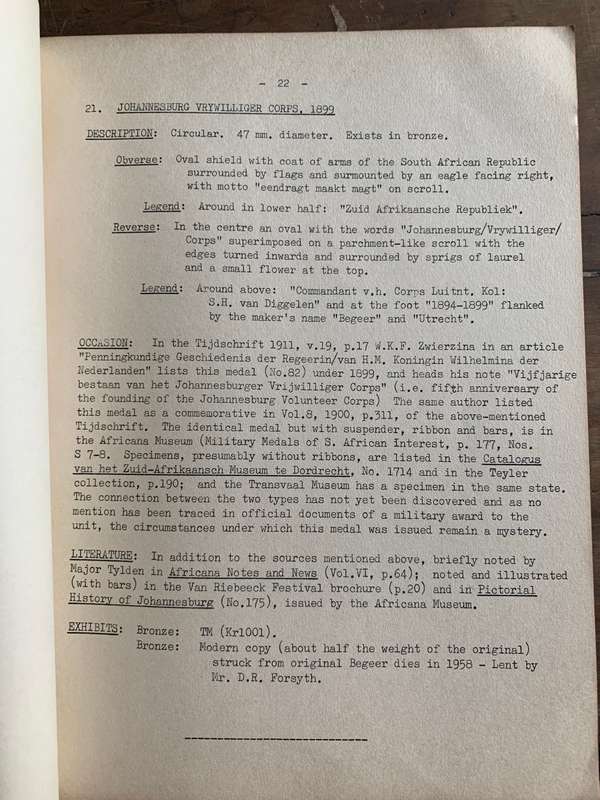 - 22 -
21. JOHANNESBURG VRYWILLIGER CORPS, 1899
DESCRIPTION: Circular. 47 mm. diameter. Exists in bronze.
Obverse: Oval shield with coat of arms of the South African Republic
surrounded by flags and surmounted by an eagle facing right,
with motto "eendragt maakt magt" on scroll.
Legend: Around in lower half: "Zuid Afrikaansche Republiek".
Reverse: In the centre an oval with the words "Johannesburg/Vrywilliger/
Corps" superimposed on a parchment-like scroll with the
edges turned inwards and surrounded by sprigs of laurel
and a small flower at the top.
Legend: Around above: "Commandant v.h. Corps Luitnt. Kol:
S.H. van Diggelen" and at the foot "1894-1899" flanked
by the maker's name "Begeer" and "Utrecht".
OCCASION: In the Tijdschrift 1911, v.19, p.17 W.K.F. Zwierzina in an article
"Penningkundige Geschiedenis der Regeerin/van H.M. Koningin Wilhelmina der
Nederlanden" lists this medal (No.82) under 1899, and heads his note "Vijfjarige
bestaan van het Johannesburger Vrijwilliger Corps" (i.e. fifth anniversary of
the founding of the Johannesburg Volunteer Corps) The same author listed
this medal as a commemorative in Vol.8, 1900, p.311, of the above-mentioned
Tijdschrift. The identical medal but with suspender, ribbon and bars, is in
the Africana Museum (Military Medals of S. African Interest, p. 177, Nos.
S 7-8. Specimens, presumably without ribbons, are listed in the Catalogus
van het Zuid-Afrikaansch Museum te Dordrecht, No. 1714 and in the Teyler
collection, p.190; and the Transvaal Museum has a specimen in the same state.
The connection between the two types has not yet been discovered and as no
mention has been traced in official documents of a military award to the
unit, the circumstances under which this medal was issued remain a mystery.
LITERATURE: In addition to the sources mentioned above, briefly noted by
Major Tylden in Africana Notes and News (Vol.VI, p.64); noted and illustrated
(with bars) in the Van Riebeeck Festival brochure (p.20) and in Pictorial
History of Johannesburg (No.175), issued by the Africana Museum.
EXHIBITS: Bronze: TM (Kr1001).
Bronze: Modern copy (about half the weight of the original)
struck from original Begeer dies in 1958 - Lent by
Mr. D.R. Forsyth.